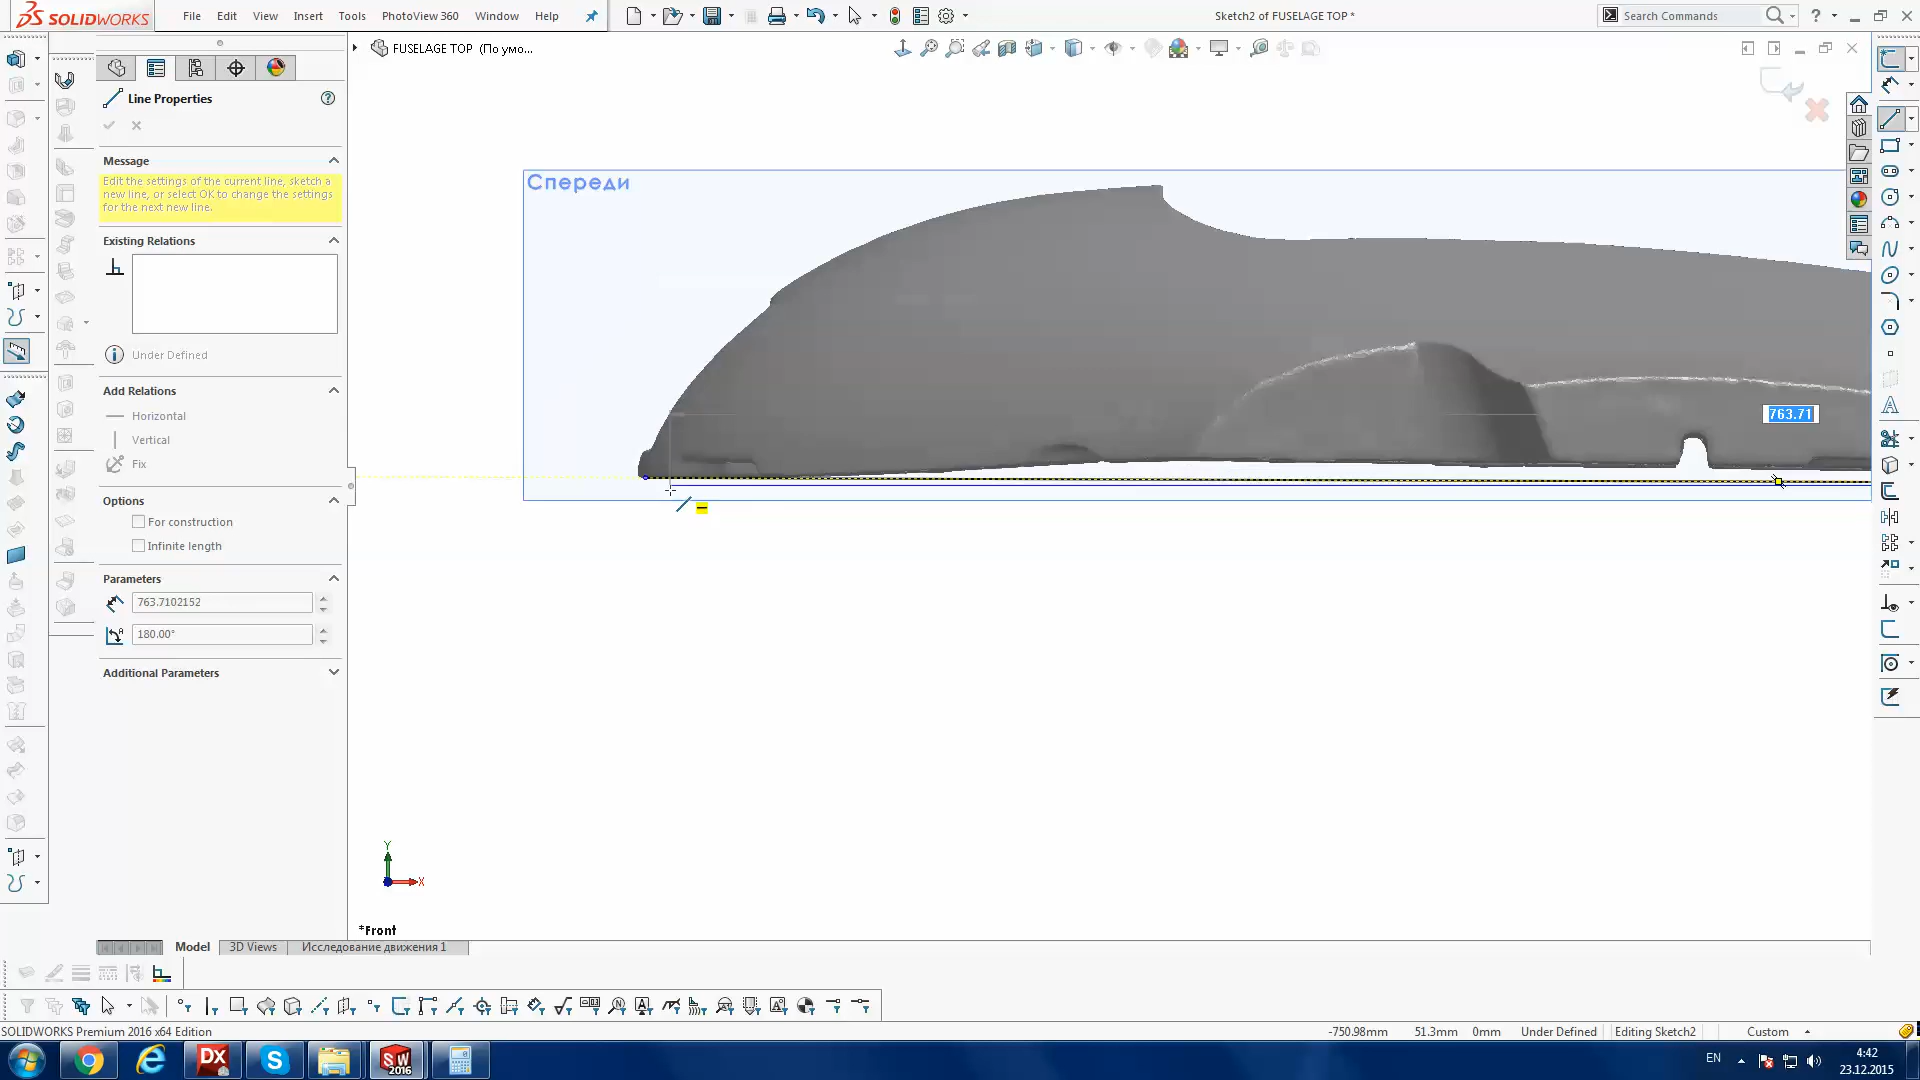 SOLIDWORKS
File Edit View Insert Tools PhotoView 360 Window Help
Sketch2 of FUSELAGE TOP *
Search Commands
FUSELAGE TOP (По умо...
Line Properties
Message
Edit the settings of the current line, sketch a
new line, or select OK to change the settings
for the next new line.
Existing Relations
Under Defined
Add Relations
Horizontal
Vertical
Fix
Options
For construction
Infinite length
Parameters
763.7102152
180.00°
Additional Parameters
Спереди
763.71
Y
X
*Front
Model 3D Views Исследование движения 1
SOLIDWORKS Premium 2016 x64 Edition
-750.98mm 51.3mm 0mm Under Defined Editing Sketch2 Custom
DX
SW
2016
EN
4:42
23.12.2015